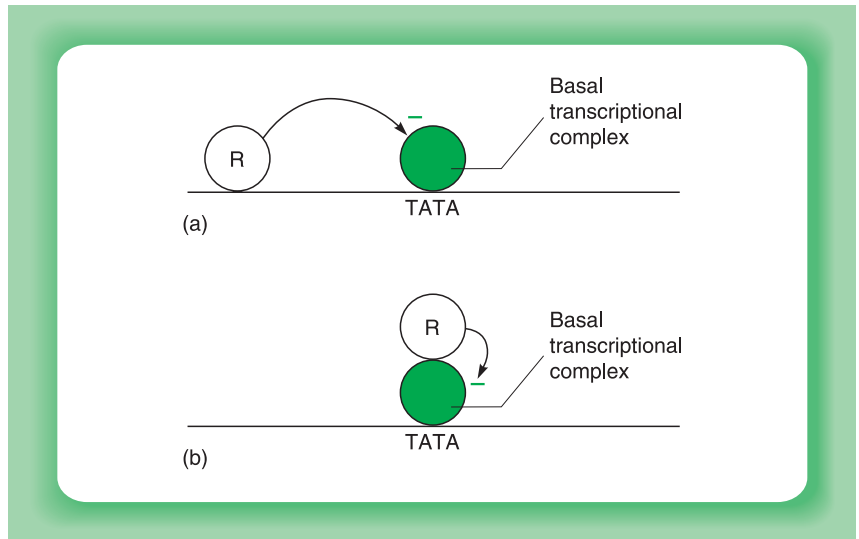 Basal
transcriptional
complex
R
–
TATA
(a)
R
Basal
transcriptional
complex
–
TATA
(b)